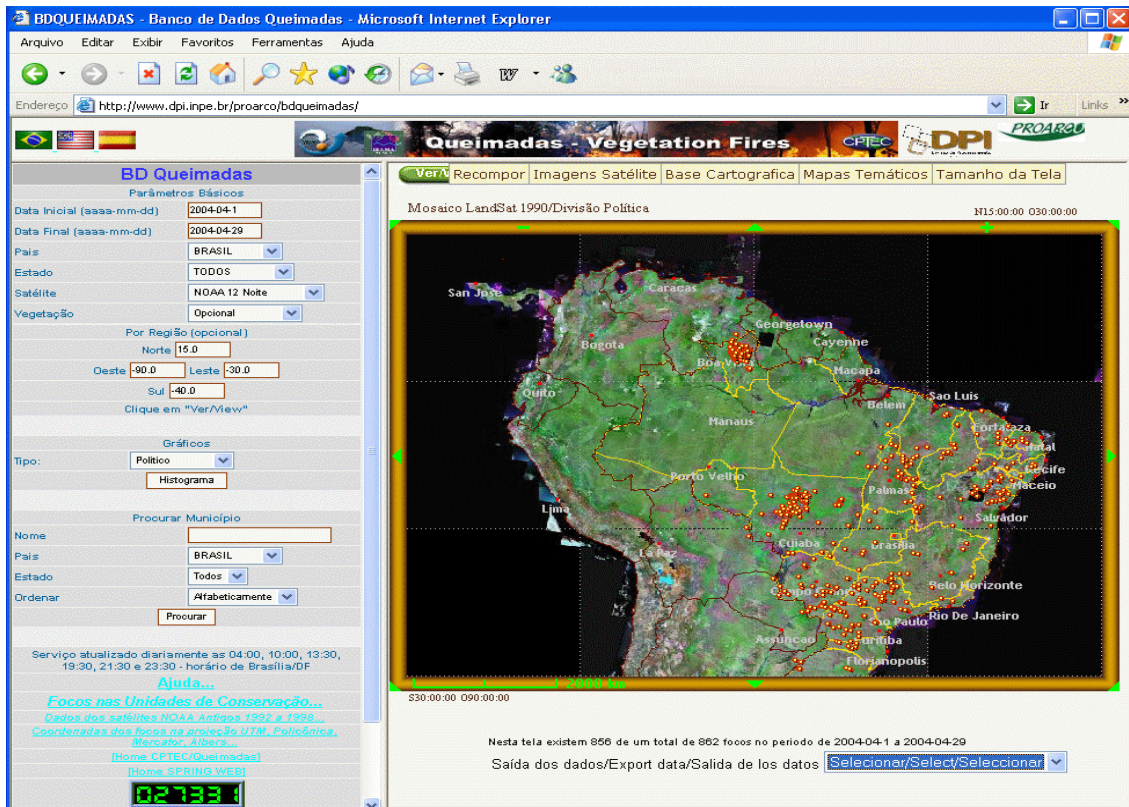 BDQUEIMADAS - Banco de Dados Queimadas - Microsoft Internet Explorer
Arquivo Editar Exibir Favoritos Ferramentas Ajuda
Endereço http://www.dpi.inpe.br/proarco/bdqueimadas/ Ir Links »
Queimadas - Vegetation Fires CPTEC DPI PROARCO
BD Queimadas
Parâmetros Básicos
Data Inicial (aaaa-mm-dd) 2004-04-1
Data Final (aaaa-mm-dd) 2004-04-29
Pais BRASIL
Estado TODOS
Satélite NOAA 12 Noite
Vegetação Opcional
Por Região (opcional)
Norte 15.0
Oeste -90.0 Leste -30.0
Sul -40.0
Clique em "Ver/View"
Gráficos
Tipo: Politico
Histograma
Procurar Município
Nome
Pais BRASIL
Estado Todos
Ordenar Alfabeticamente
Procurar
Serviço atualizado diariamente as 04:00, 10:00, 13:30,
19:30, 21:30 e 23:30 - horário de Brasília/DF
Ajuda...
Focos nas Unidades de Conservação...
Dados dos satélites NOAA Antigos 1992 a 1998...
Coordenadas dos focos na projeção UTM, Policônica,
Mercator, Albers...
[Home CPTEC/Queimadas]
[Home SPRING WEB]
027331
Ver/ Recompor Imagens Satélite Base Cartografica Mapas Temáticos Tamanho da Tela
Mosaico LandSat 1990/Divisão Política
N15:00:00 O30:00:00
San Jose
Caracas
Georgetown
Bogota
Cayenne
Boa Vis
Macapa
Quito
Belem
Sao Luis
Manaus
Fortaleza
Natal
Porto Velho
Recife
Palmas
Maceio
Lima
Salvador
Cuiaba
Brasilia
La Paz
Belo Horizonte
Campo
Rio De Janeiro
Sao Paulo
Assuncao
Curitiba
Florianopolis
2000 km
S30:00:00 O90:00:00
Nesta tela existem 856 de um total de 862 focos no periodo de 2004-04-1 a 2004-04-29
Saída dos dados/Export data/Salida de los datos Selecionar/Select/Seleccionar